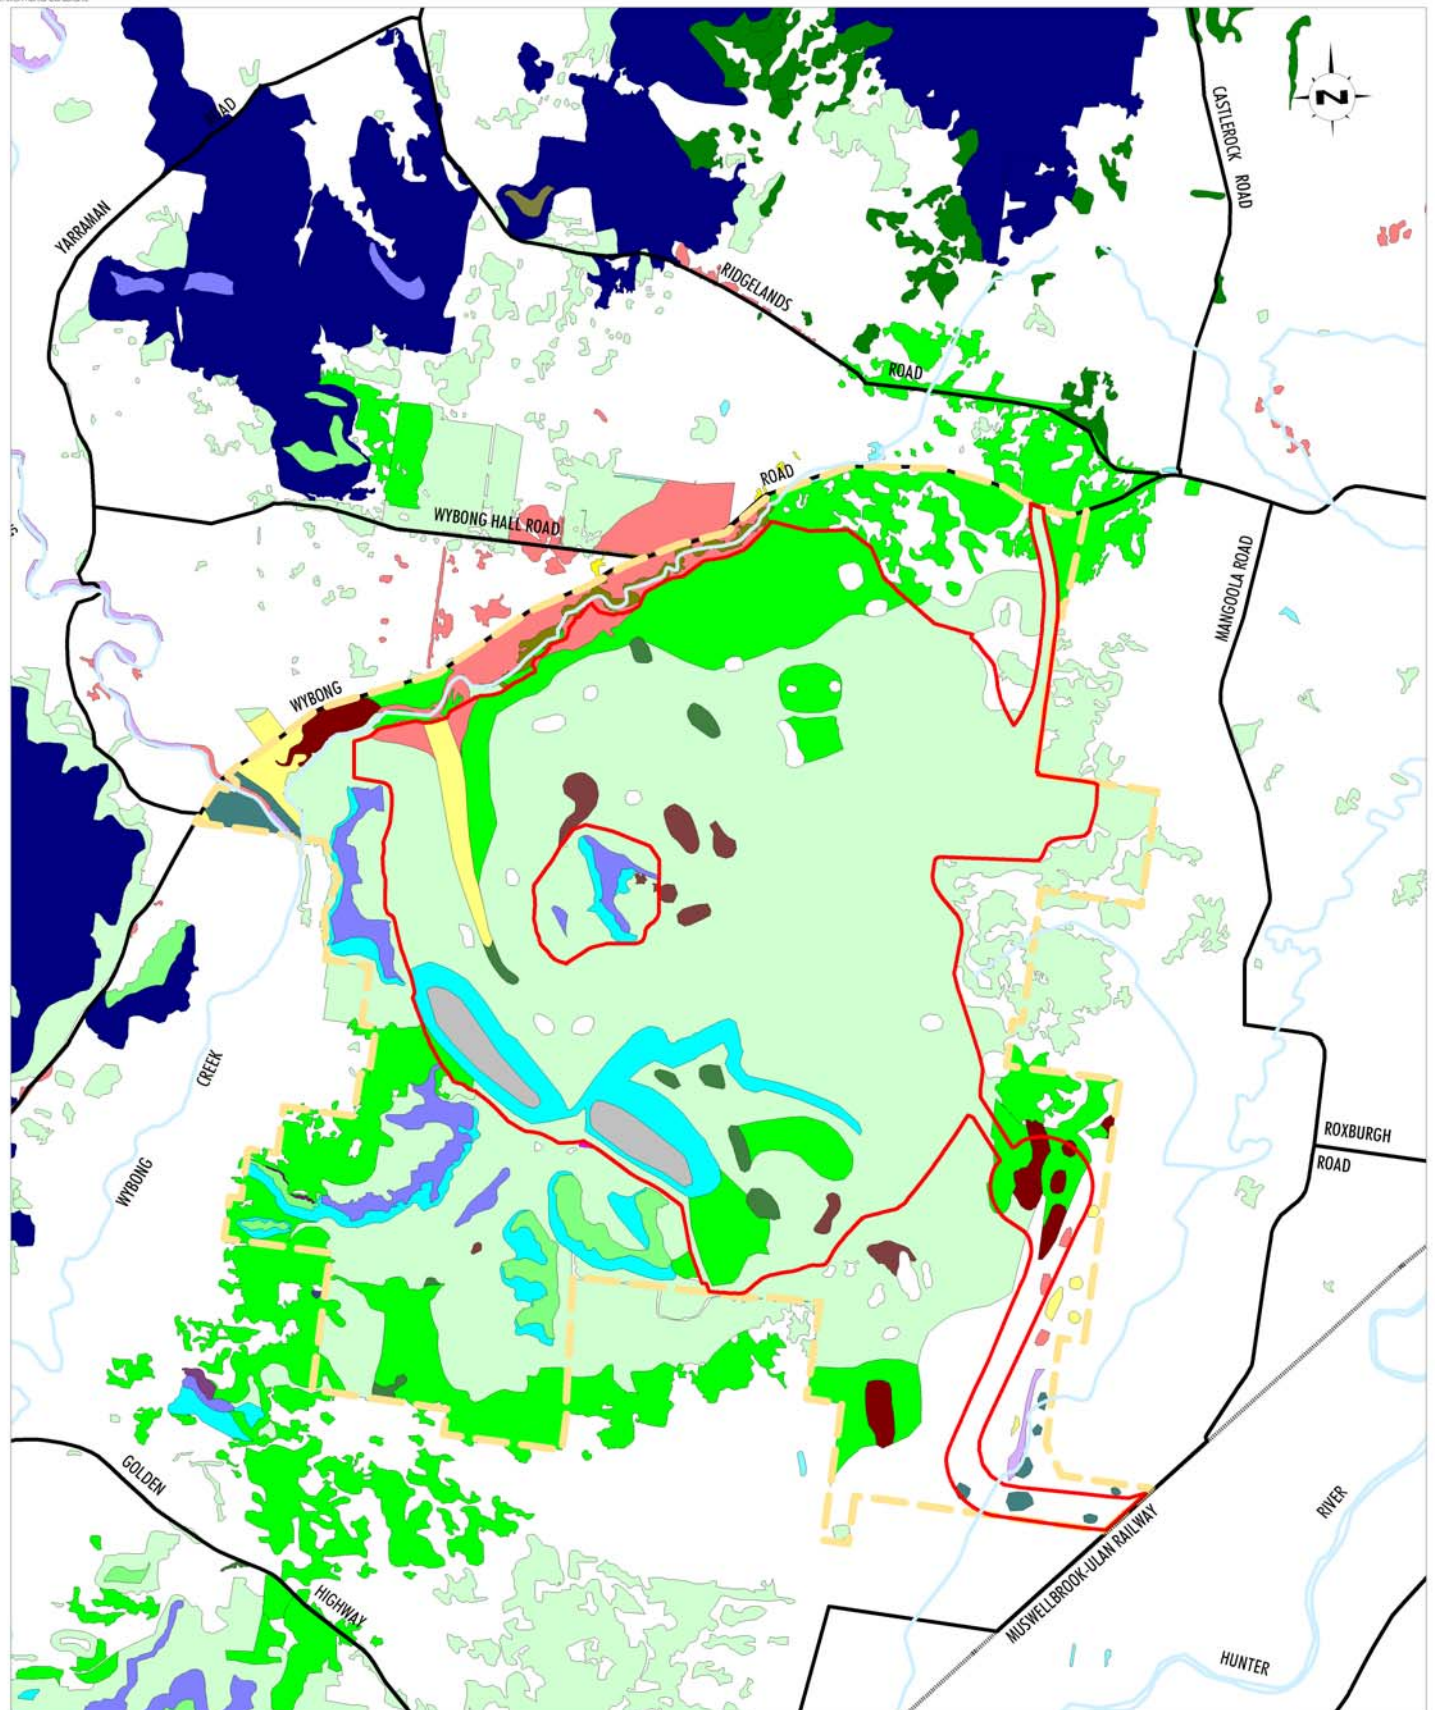 CASTLEROCK ROAD
N
YARRAMAN
RIDGELANDS
ROAD
ROAD
WYBONG HALL ROAD
MANGOOLA ROAD
WYBONG
CREEK
WYBONG
ROXBURGH
ROAD
GOLDEN
HIGHWAY
MUSWELLBROOK-ULAN RAILWAY
RIVER
HUNTER